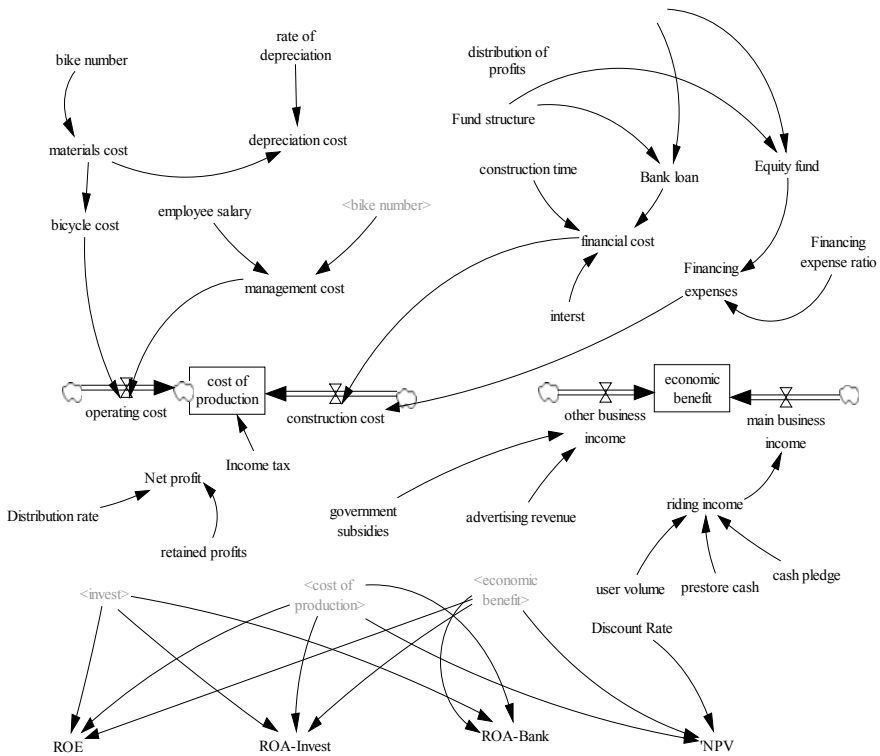 rate of
depreciation
bike number
distribution of
profits
Fund structure
depreciation cost
materials cost
construction time
Bank loan
Equity fund
bicycle cost
employee salary
<bike number>
financial cost
Financing
expense ratio
Financing
expenses
management cost
interst
cost of
production
economic
benefit
operating cost
construction cost
other business
income
main business
income
Income tax
Net profit
Distribution rate
retained profits
government
subsidies
advertising revenue
riding income
user volume
prestore cash
cash pledge
<invest>
<cost of
production>
<economic
benefit>
Discount Rate
ROE
ROA-Invest
ROA-Bank
'NPV